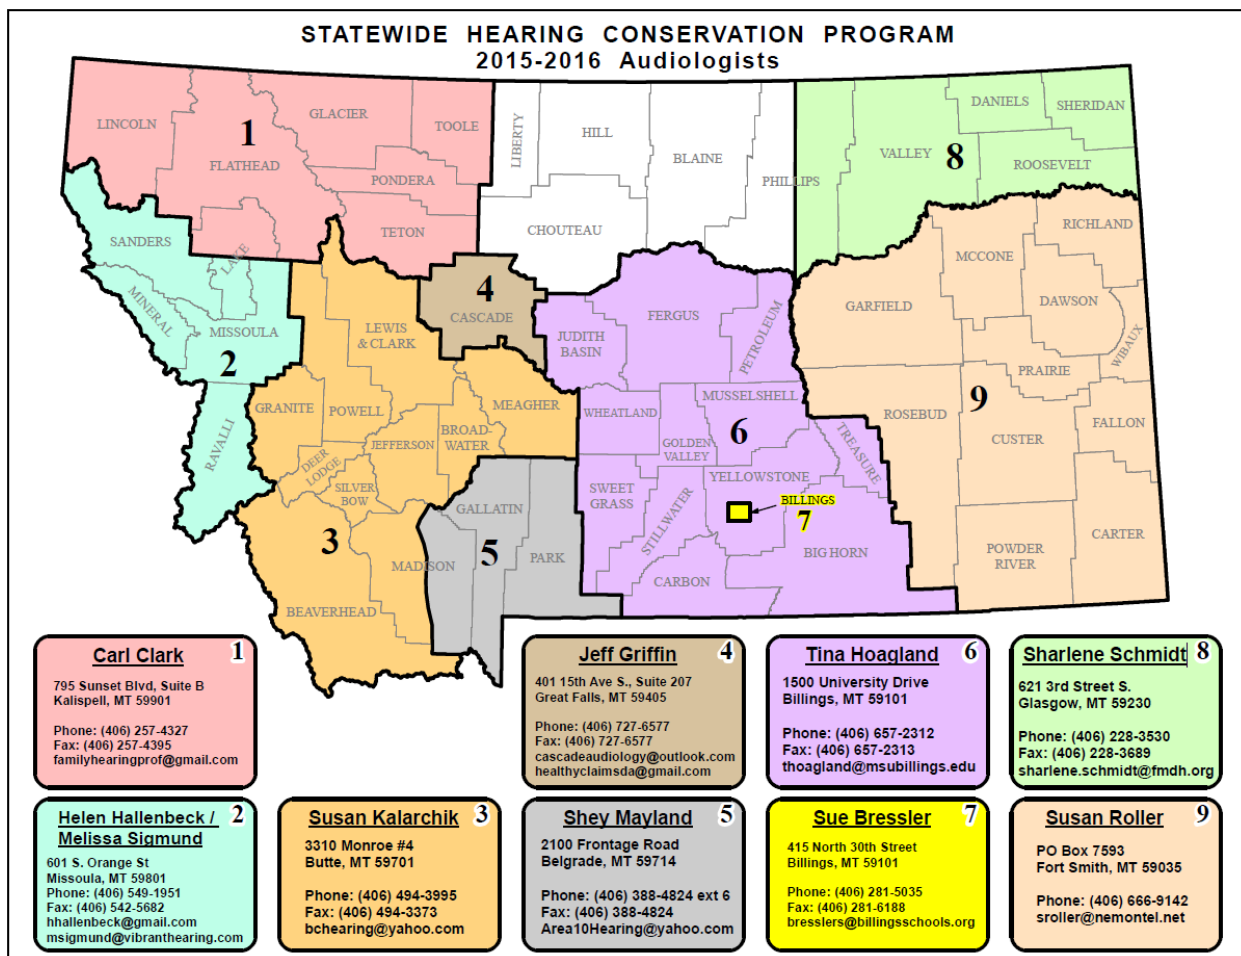 STATEWIDE HEARING CONSERVATION PROGRAM
2015-2016 Audiologists
LINCOLN
1
FLATHEAD
GLACIER
TOOLE
PONDERA
TETON
LIBERTY
HILL
BLAINE
PHILLIPS
CHOUTEAU
VALLEY
8
DANIELS
SHERIDAN
ROOSEVELT
SANDERS
LAKE
MINERAL
MISSOULA
2
RAVALLI
LEWIS
& CLARK
4
CASCADE
JUDITH
BASIN
FERGUS
PETROLEUM
GARFIELD
MCCONE
RICHLAND
DAWSON
WIBAUX
PRAIRIE
GRANITE
POWELL
JEFFERSON
BROAD-
WATER
MEAGHER
DEER
LODGE
SILVER
BOW
3
MADISON
BEAVERHEAD
GALLATIN
5
PARK
WHEATLAND
GOLDEN
VALLEY
MUSSELSHELL
6
TREASURE
YELLOWSTONE
SWEET
GRASS
STILLWATER
BILLINGS
7
BIG HORN
CARBON
ROSEBUD
9
CUSTER
FALLON
POWDER
RIVER
CARTER
Carl Clark 1
795 Sunset Blvd, Suite B
Kalispell, MT 59901
Phone: (406) 257-4327
Fax: (406) 257-4395
familyhearingprof@gmail.com
Jeff Griffin 4
401 15th Ave S., Suite 207
Great Falls, MT 59405
Phone: (406) 727-6577
Fax: (406) 727-6577
cascadeaudiology@outlook.com
healthyclaimsda@gmail.com
Tina Hoagland 6
1500 University Drive
Billings, MT 59101
Phone: (406) 657-2312
Fax: (406) 657-2313
thoagland@msubillings.edu
Sharlene Schmidt 8
621 3rd Street S.
Glasgow, MT 59230
Phone: (406) 228-3530
Fax: (406) 228-3689
sharlene.schmidt@fmdh.org
Helen Hallenbeck / 2
Melissa Sigmund
601 S. Orange St
Missoula, MT 59801
Phone: (406) 549-1951
Fax: (406) 542-5682
hhallenbeck@gmail.com
msigmund@vibranthearing.com
Susan Kalarchik 3
3310 Monroe #4
Butte, MT 59701
Phone: (406) 494-3995
Fax: (406) 494-3373
bchearing@yahoo.com
Shey Mayland 5
2100 Frontage Road
Belgrade, MT 59714
Phone: (406) 388-4824 ext 6
Fax: (406) 388-4824
Area10Hearing@yahoo.com
Sue Bressler 7
415 North 30th Street
Billings, MT 59101
Phone: (406) 281-5035
Fax: (406) 281-6188
bresslers@billingsschools.org
Susan Roller 9
PO Box 7593
Fort Smith, MT 59035
Phone: (406) 666-9142
sroller@nemontel.net